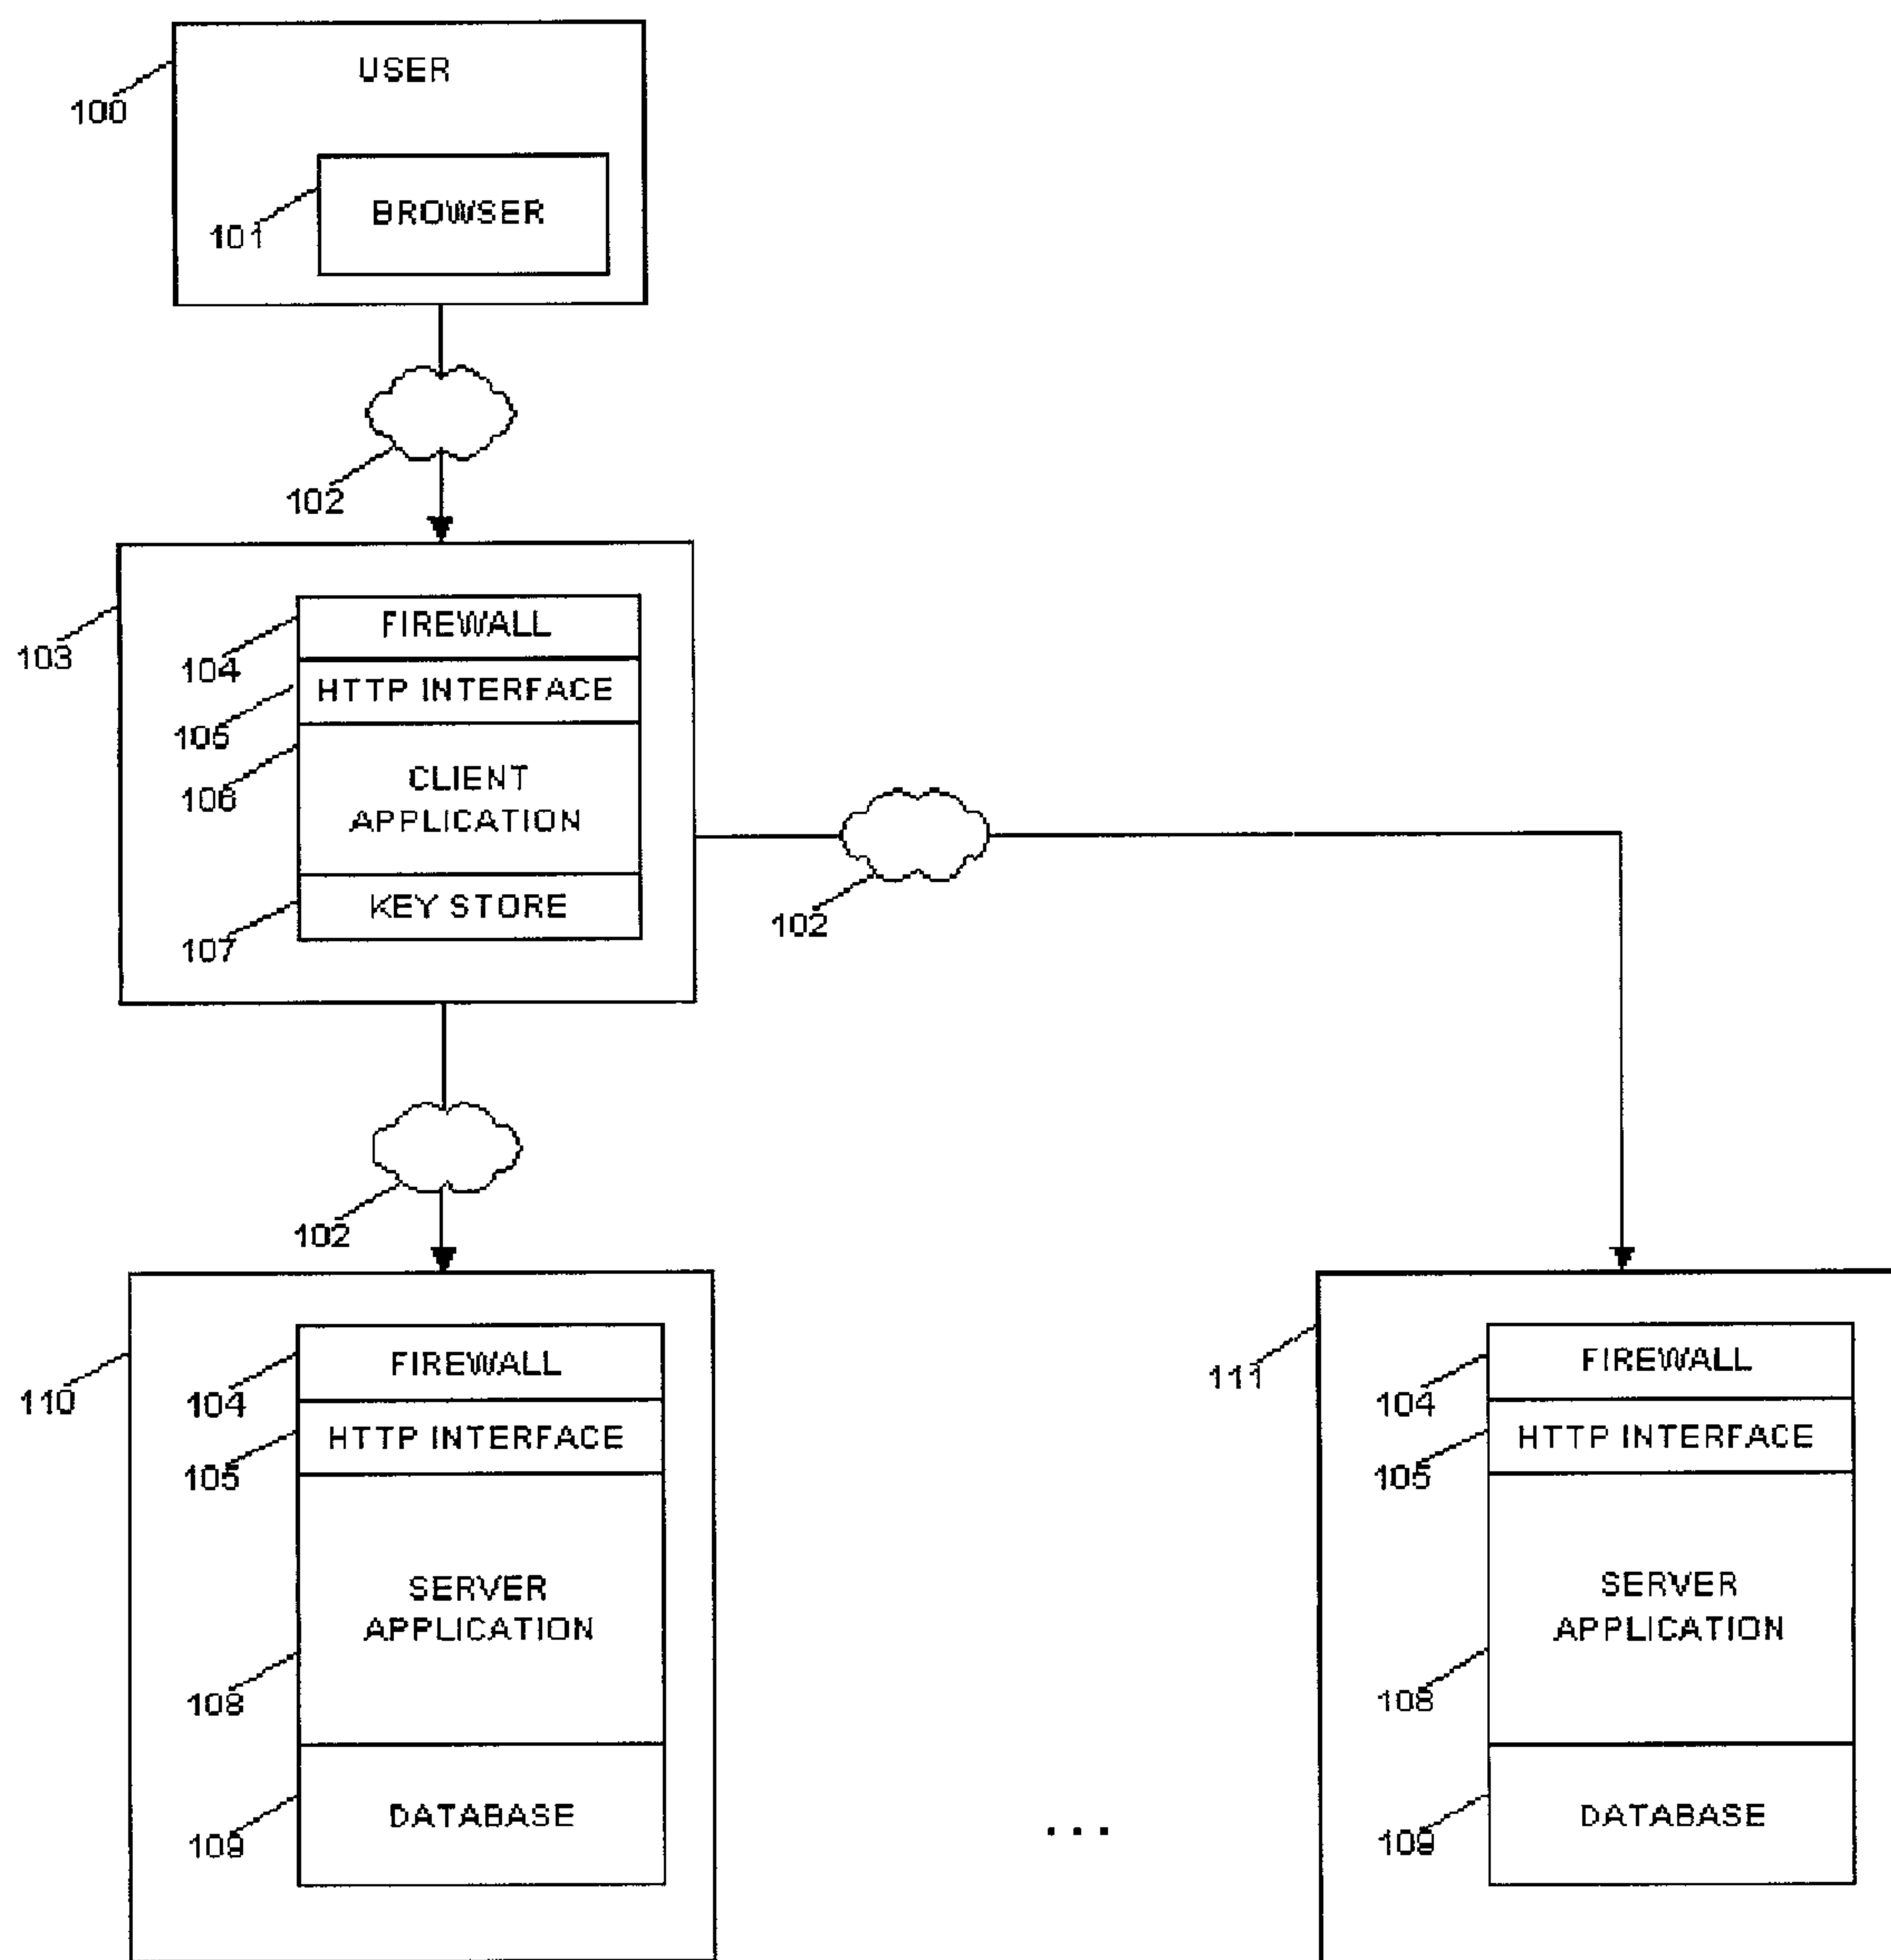 USER
100
BROWSER
101
102
FIREWALL
103
104
HTTP INTERFACE
105
CLIENT
APPLICATION
106
KEY STORE
107
102
102
FIREWALL
110
104
HTTP INTERFACE
105
SERVER
APPLICATION
108
DATABASE
109
...
FIREWALL
111
104
HTTP INTERFACE
105
SERVER
APPLICATION
108
DATABASE
109